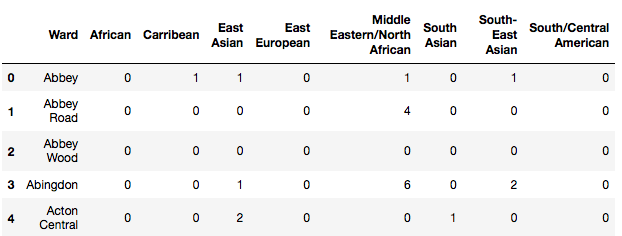 Ward African Carribean East Asian East European Middle Eastern/North African South Asian South-East Asian South/Central American
0 Abbey 0 1 1 0 1 0 1 0
1 Abbey Road 0 0 0 0 4 0 0 0
2 Abbey Wood 0 0 0 0 0 0 0 0
3 Abingdon 0 0 1 0 6 0 2 0
4 Acton Central 0 0 2 0 0 1 0 0